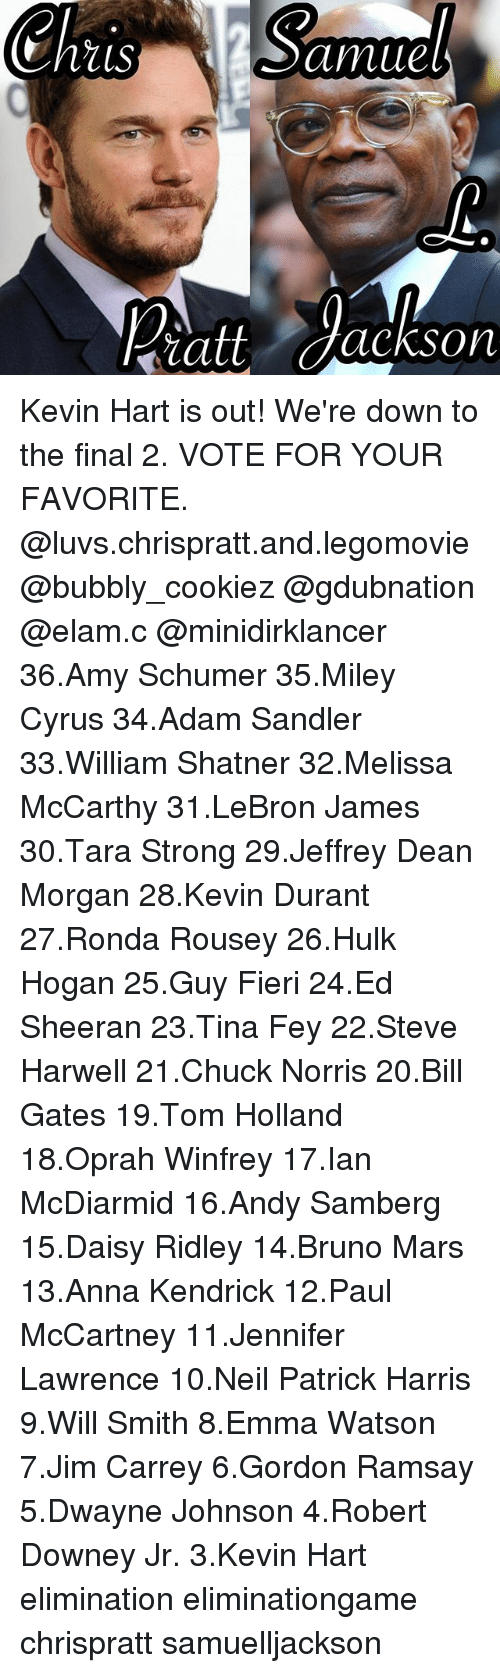 Chris
Samuel
L.
Pratt
Jackson
Kevin Hart is out! We're down to
the final 2. VOTE FOR YOUR
FAVORITE.
@luvs.chrispratt.and.legomovie
@bubbly_cookiez @gdubnation
@elam.c @minidirklancer
36.Amy Schumer 35.Miley
Cyrus 34.Adam Sandler
33.William Shatner 32.Melissa
McCarthy 31.LeBron James
30.Tara Strong 29.Jeffrey Dean
Morgan 28.Kevin Durant
27.Ronda Rousey 26.Hulk
Hogan 25.Guy Fieri 24.Ed
Sheeran 23.Tina Fey 22.Steve
Harwell 21.Chuck Norris 20.Bill
Gates 19.Tom Holland
18.Oprah Winfrey 17.Ian
McDiarmid 16.Andy Samberg
15.Daisy Ridley 14.Bruno Mars
13.Anna Kendrick 12.Paul
McCartney 11.Jennifer
Lawrence 10.Neil Patrick Harris
9.Will Smith 8.Emma Watson
7.Jim Carrey 6.Gordon Ramsay
5.Dwayne Johnson 4.Robert
Downey Jr. 3.Kevin Hart
elimination eliminationgame
chrispratt samuelljackson